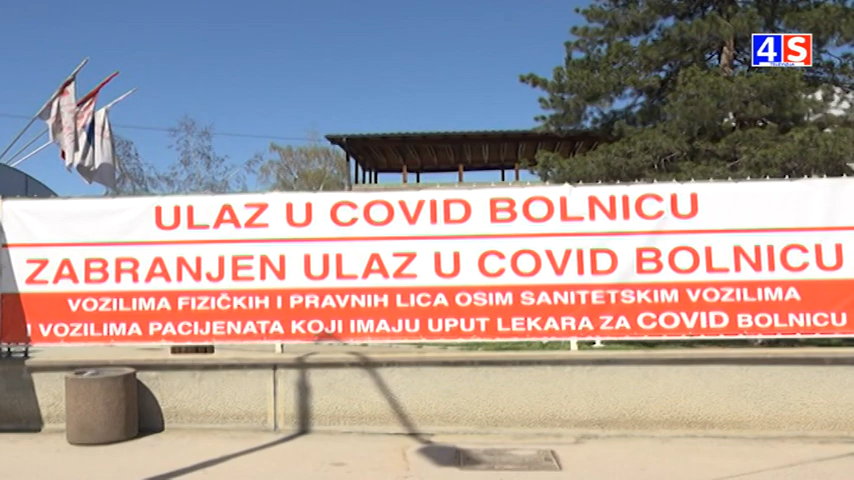 4S
ULAZ U COVID BOLNICU
ZABRANJEN ULAZ U COVID BOLNICU
VOZILIMA FIZIČKIH I PRAVNIH LICA OSIM SANITETSKIM VOZILIMA
I VOZILIMA PACIJENATA KOJI IMAJU UPUT LEKARA ZA COVID BOLNICU